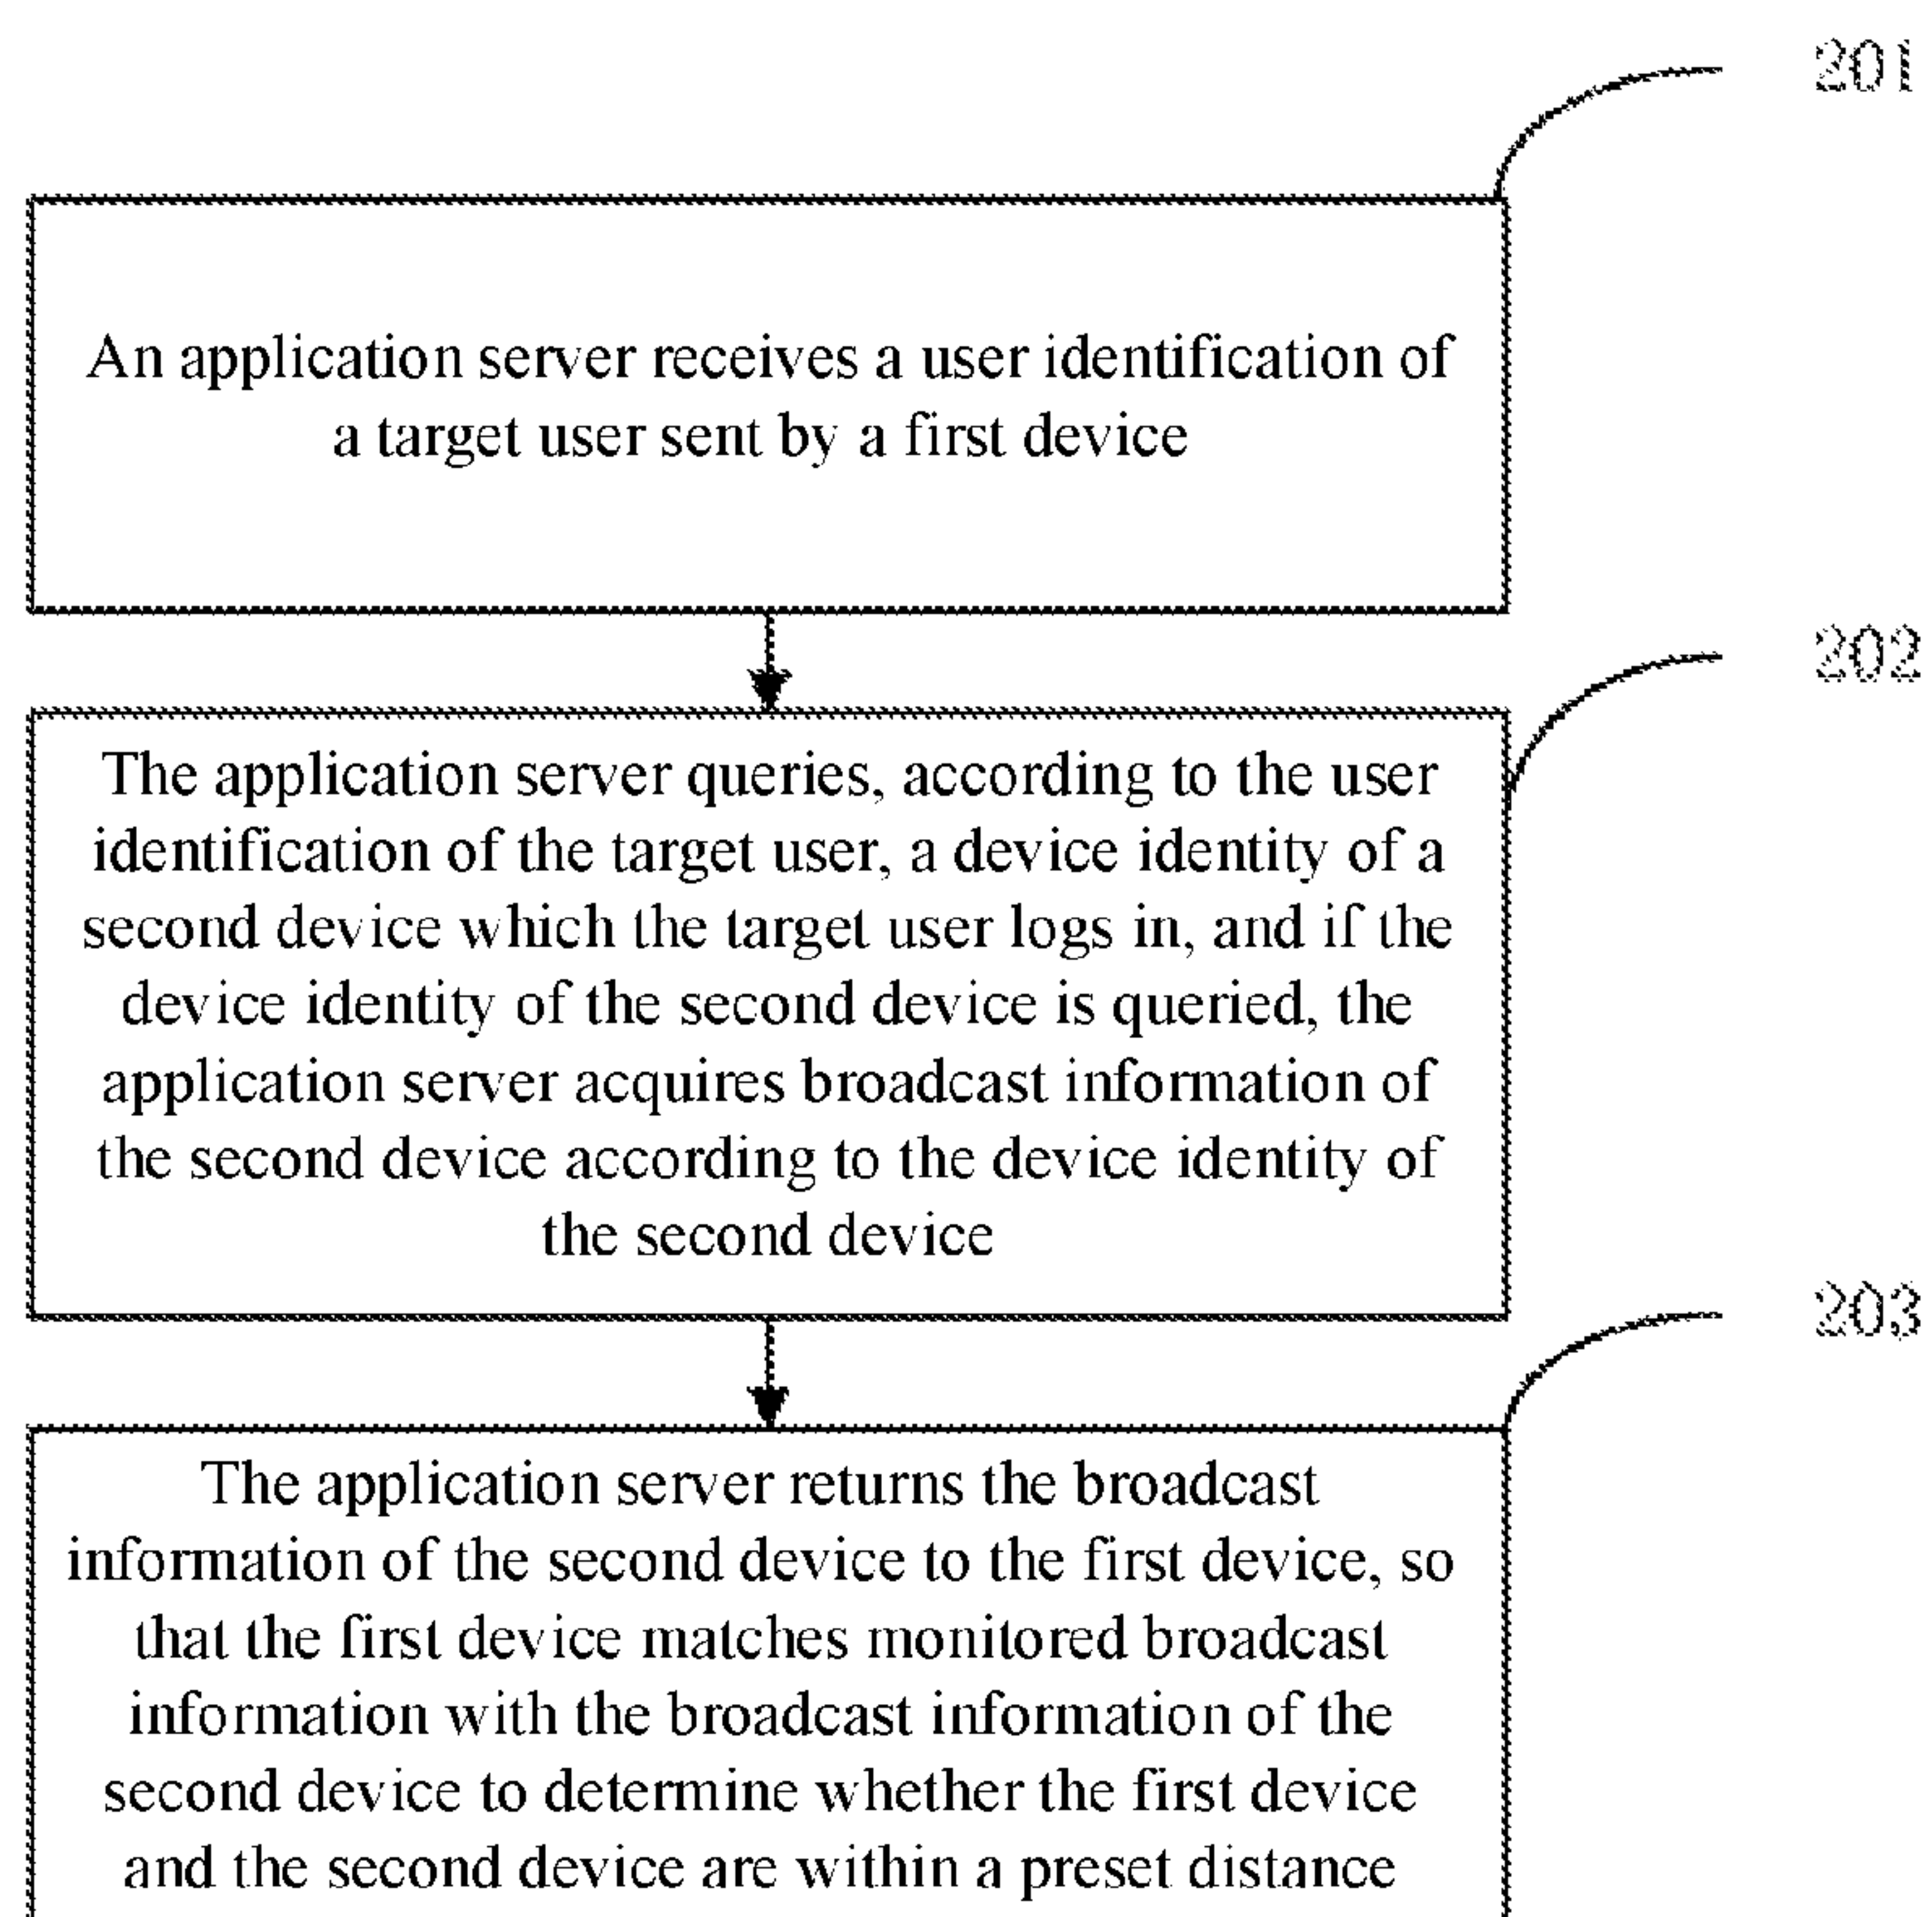 201
An application server receives a user identification of
a target user sent by a first device
202
The application server queries, according to the user
identification of the target user, a device identity of a
second device which the target user logs in, and if the
device identity of the second device is queried, the
application server acquires broadcast information of
the second device according to the device identity of
the second device
203
The application server returns the broadcast
information of the second device to the first device, so
that the first device matches monitored broadcast
information with the broadcast information of the
second device to determine whether the first device
and the second device are within a preset distance